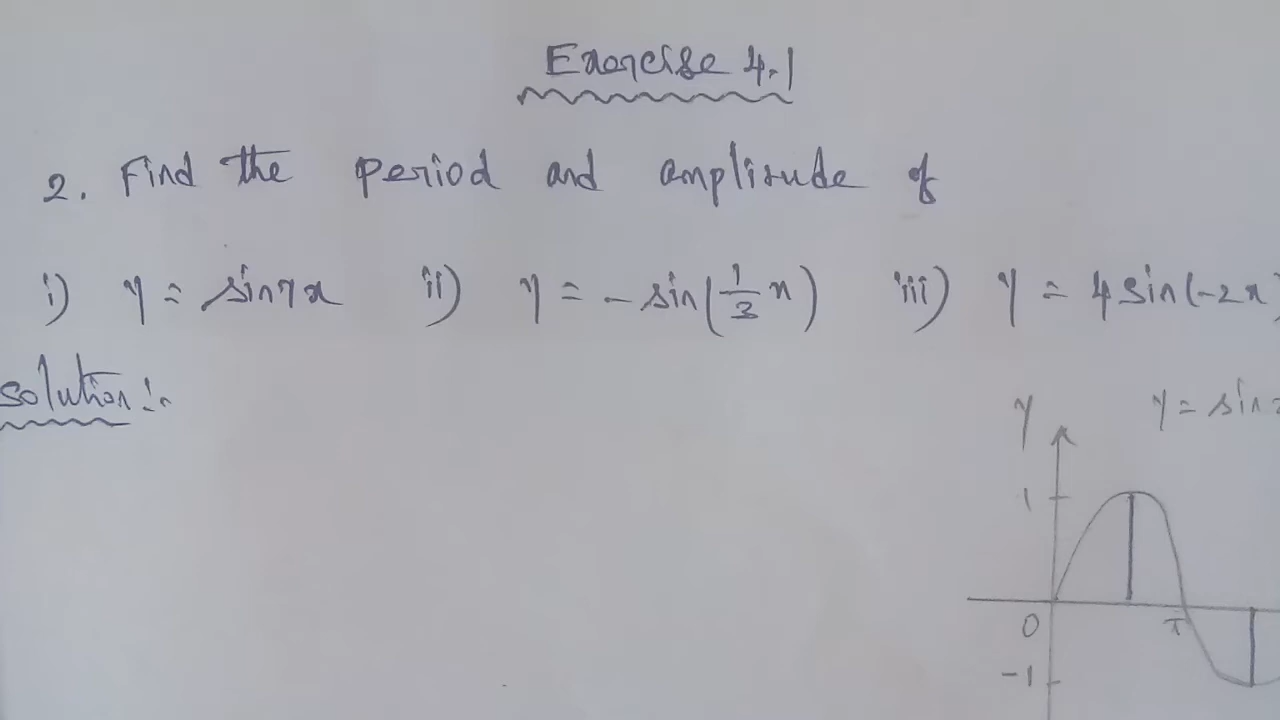 Exercise 4.1
2. Find the period and amplitude of
i) y = sin7x ii) y = -sin(1/3 x) iii) y = 4sin(-2x)
Solution:-
y y = sin
1
0 π
-1